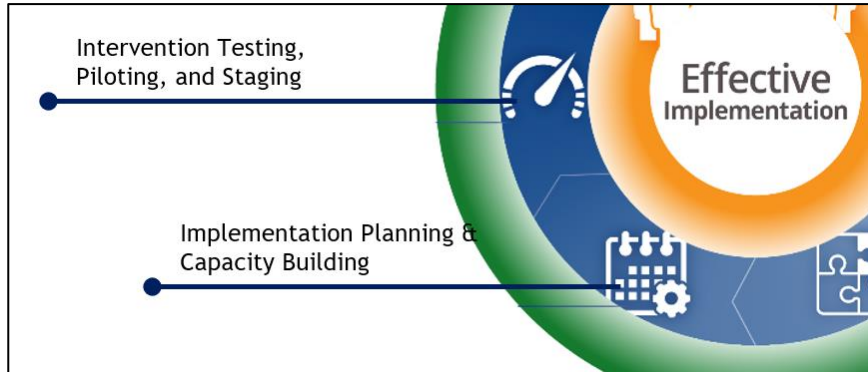 Intervention Testing,
Piloting, and Staging
Effective
Implementation
Implementation Planning &
Capacity Building